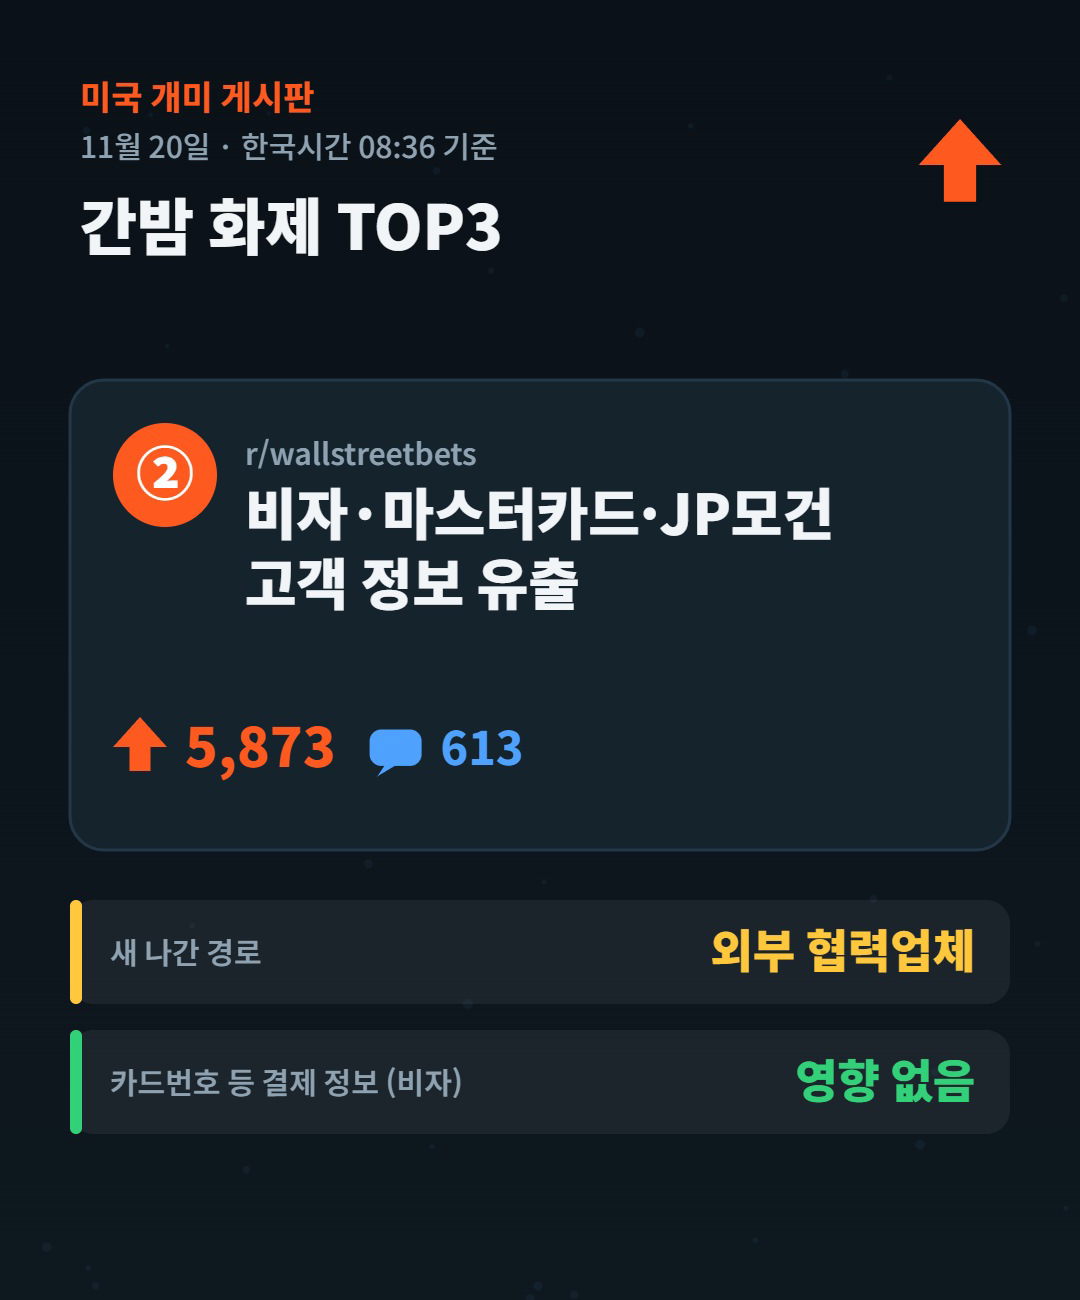 미국 개미 게시판
11월 20일 · 한국시간 08:36 기준
간밤 화제 TOP3
②
r/wallstreetbets
비자·마스터카드·JP모건
고객 정보 유출
5,873
613
새 나간 경로
외부 협력업체
카드번호 등 결제 정보 (비자)
영향 없음